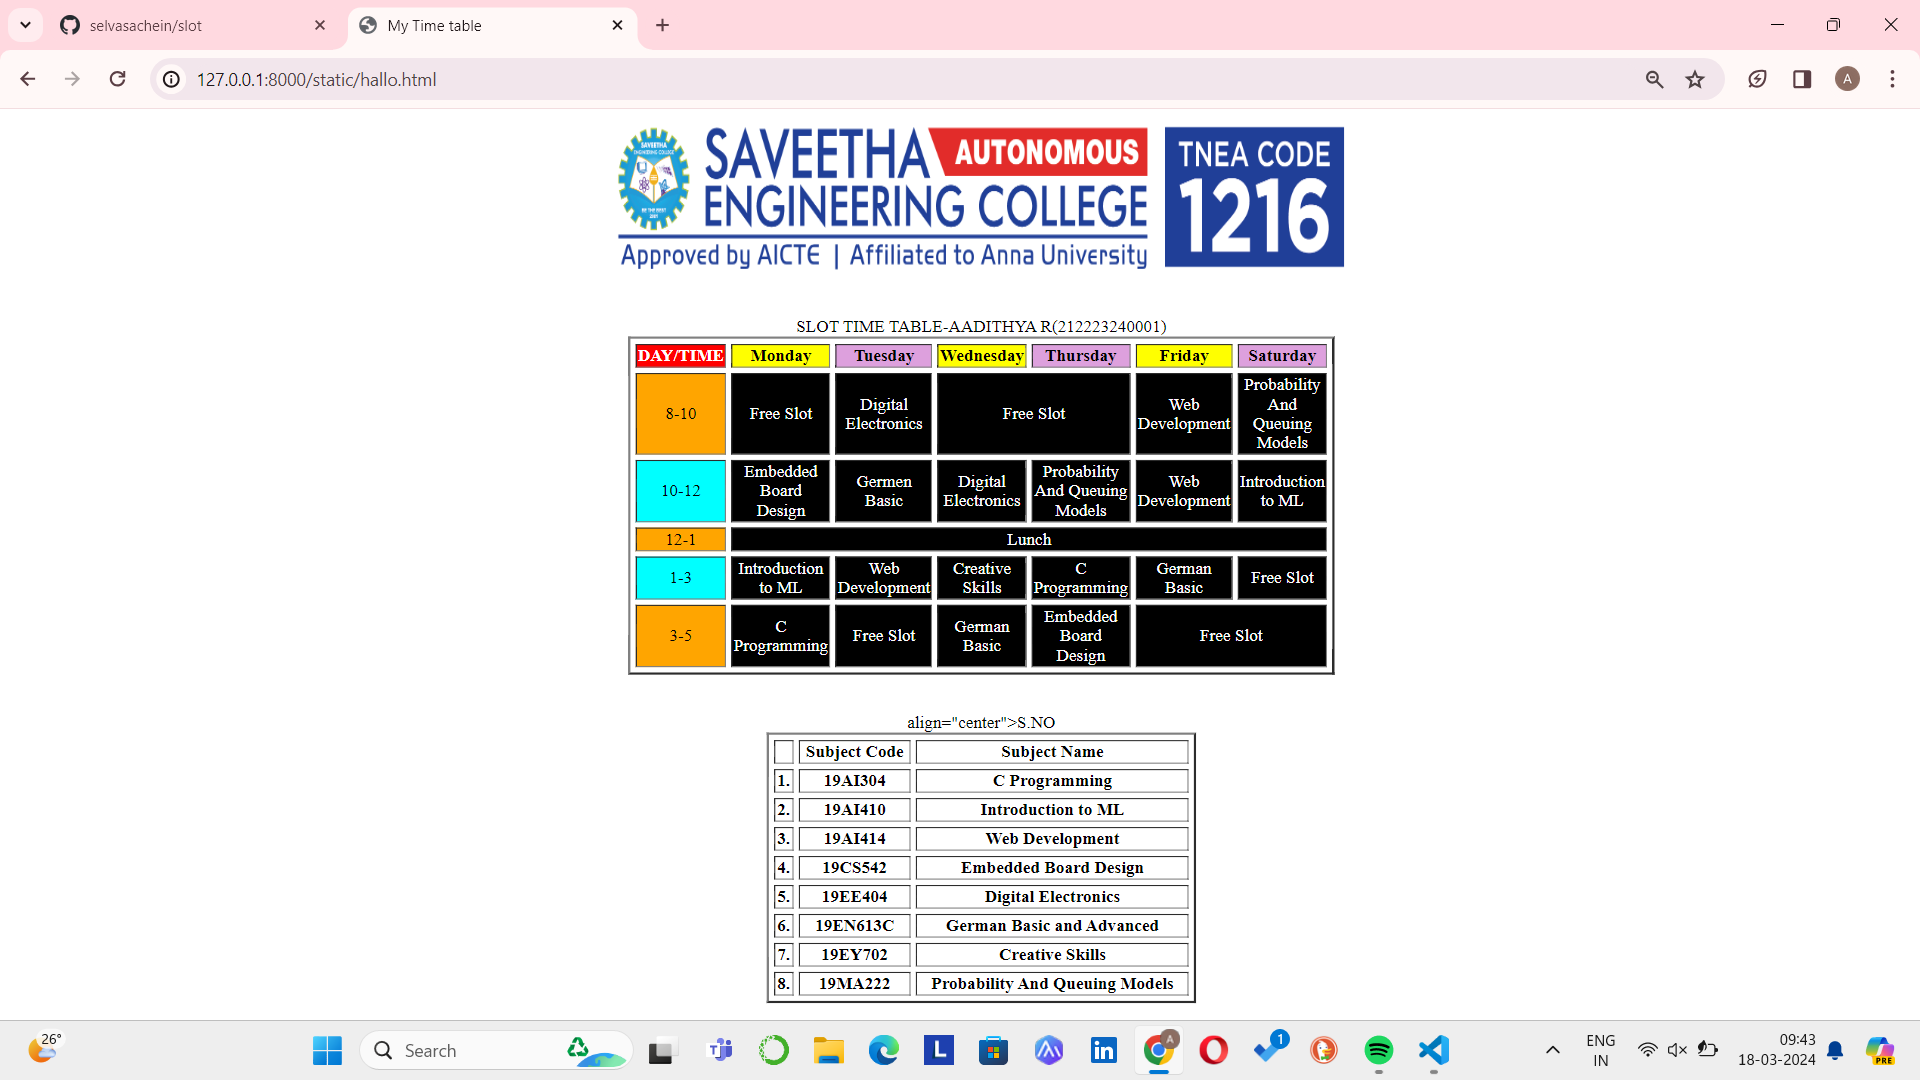 selvasachein/slot
My Time table
127.0.0.1:8000/static/hallo.html
A
SAVEETHA
AUTONOMOUS
ENGINEERING COLLEGE
Approved by AICTE | Affiliated to Anna University
TNEA CODE
1216
SLOT TIME TABLE-AADITHYA R(212223240001)
DAY/TIME Monday Tuesday Wednesday Thursday Friday Saturday
8-10 Free Slot Digital Electronics Free Slot Web Development Probability And Queuing Models
10-12 Embedded Board Design Germen Basic Digital Electronics Probability And Queuing Models Web Development Introduction to ML
12-1 Lunch
1-3 Introduction to ML Web Development Creative Skills C Programming German Basic Free Slot
3-5 C Programming Free Slot German Basic Embedded Board Design Free Slot
align="center">S.NO
Subject Code Subject Name
1. 19AI304 C Programming
2. 19AI410 Introduction to ML
3. 19AI414 Web Development
4. 19CS542 Embedded Board Design
5. 19EE404 Digital Electronics
6. 19EN613C German Basic and Advanced
7. 19EY702 Creative Skills
8. 19MA222 Probability And Queuing Models
26°
Search
L
A
1
ENG
IN
09:43
18-03-2024
PRE